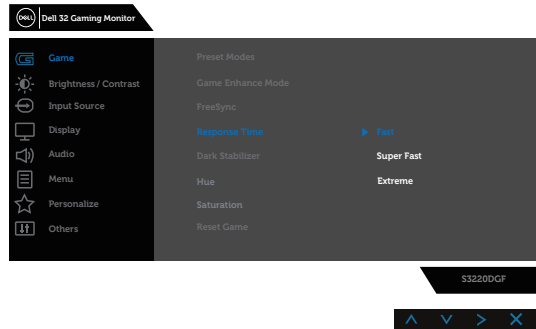 DELL Dell 32 Gaming Monitor
Game
Brightness / Contrast
Input Source
Display
Audio
Menu
Personalize
Others
Preset Modes
Game Enhance Mode
FreeSync
Response Time
Dark Stabilizer
Hue
Saturation
Reset Game
Fast
Super Fast
Extreme
S3220DGF